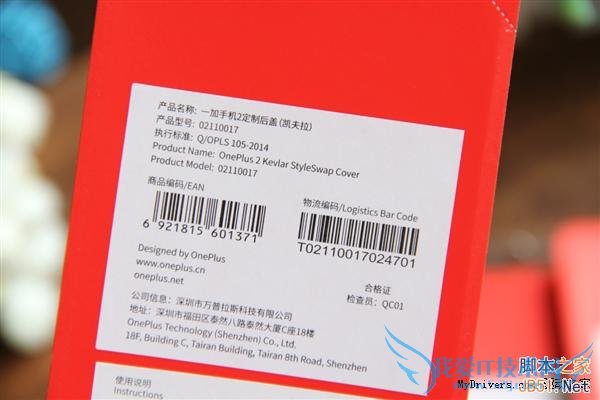 产品名称: 一加手机2定制后盖(凯夫拉)
产品型号: 02110017
执行标准: Q/OPLS 105-2014
Product Name: OnePlus 2 Kevlar StyleSwap Cover
Product Model: 02110017
商品编码/EAN
6 921815 601371
物流编码/Logistics Bar Code
T02110017024701
Designed by OnePlus
www.oneplus.cn
oneplus.net
合格证
检查员: QC01
公司信息: 深圳市万普拉斯科技有限公司
地址: 深圳市福田区泰然八路泰然大厦C座18楼
OnePlus Technology (Shenzhen) Co., Ltd.
18F, Building C, Tairan Building, Tairan 8th Road, Shenzhen
使用说明
Instructions
脚本之家
jb51.Net
MyDrivers.com